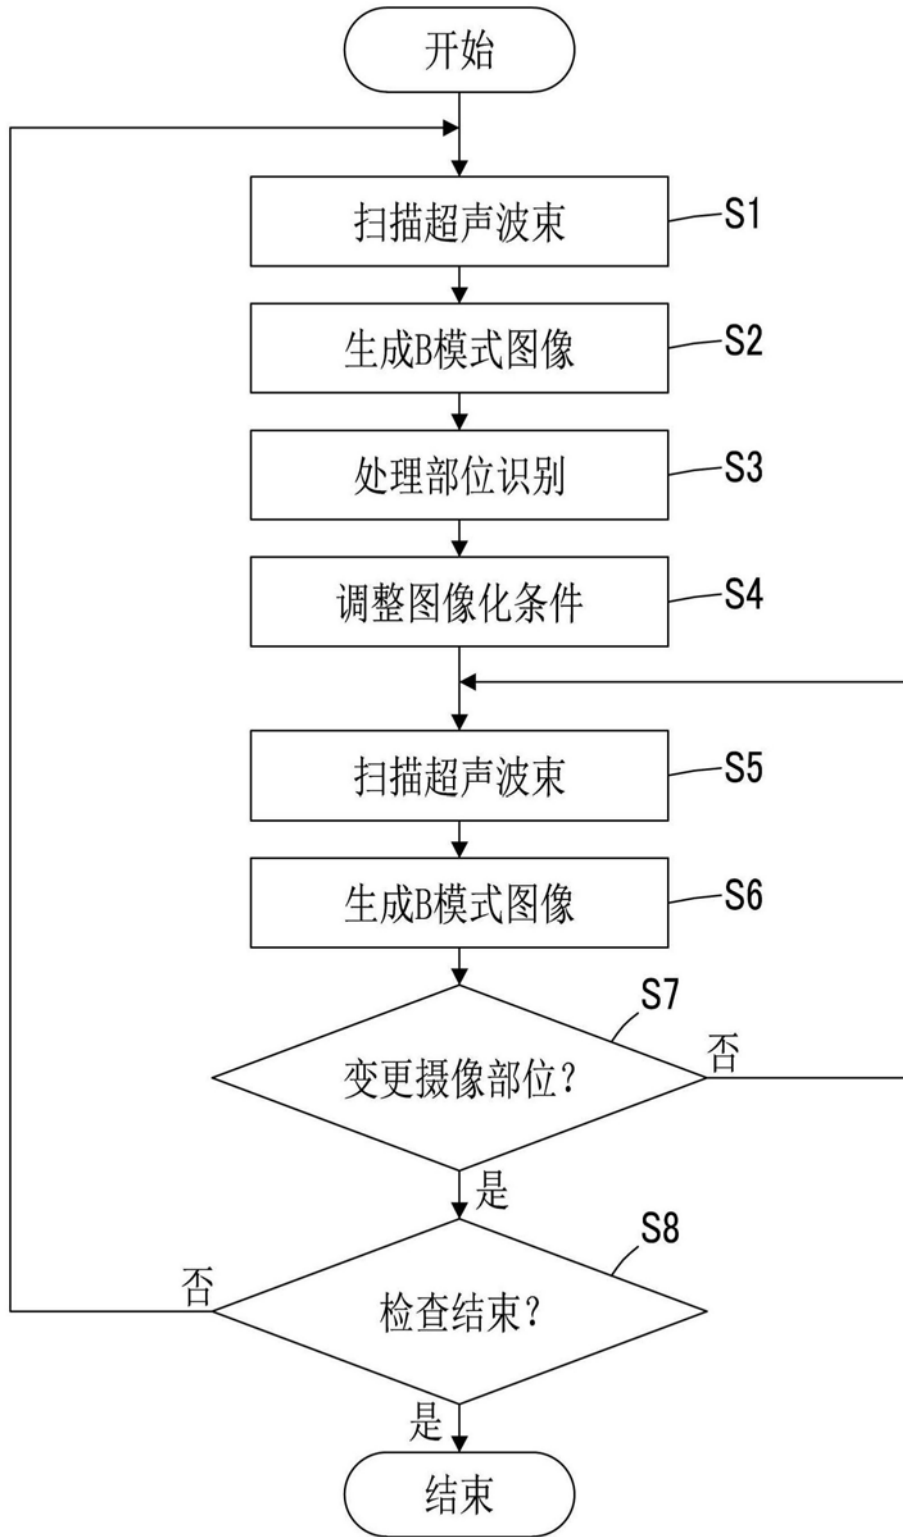 开始
扫描超声波束
S1
生成B模式图像
S2
处理部位识别
S3
调整图像化条件
S4
扫描超声波束
S5
生成B模式图像
S6
S7
变更摄像部位?
否
是
S8
否
检查结束?
是
结束